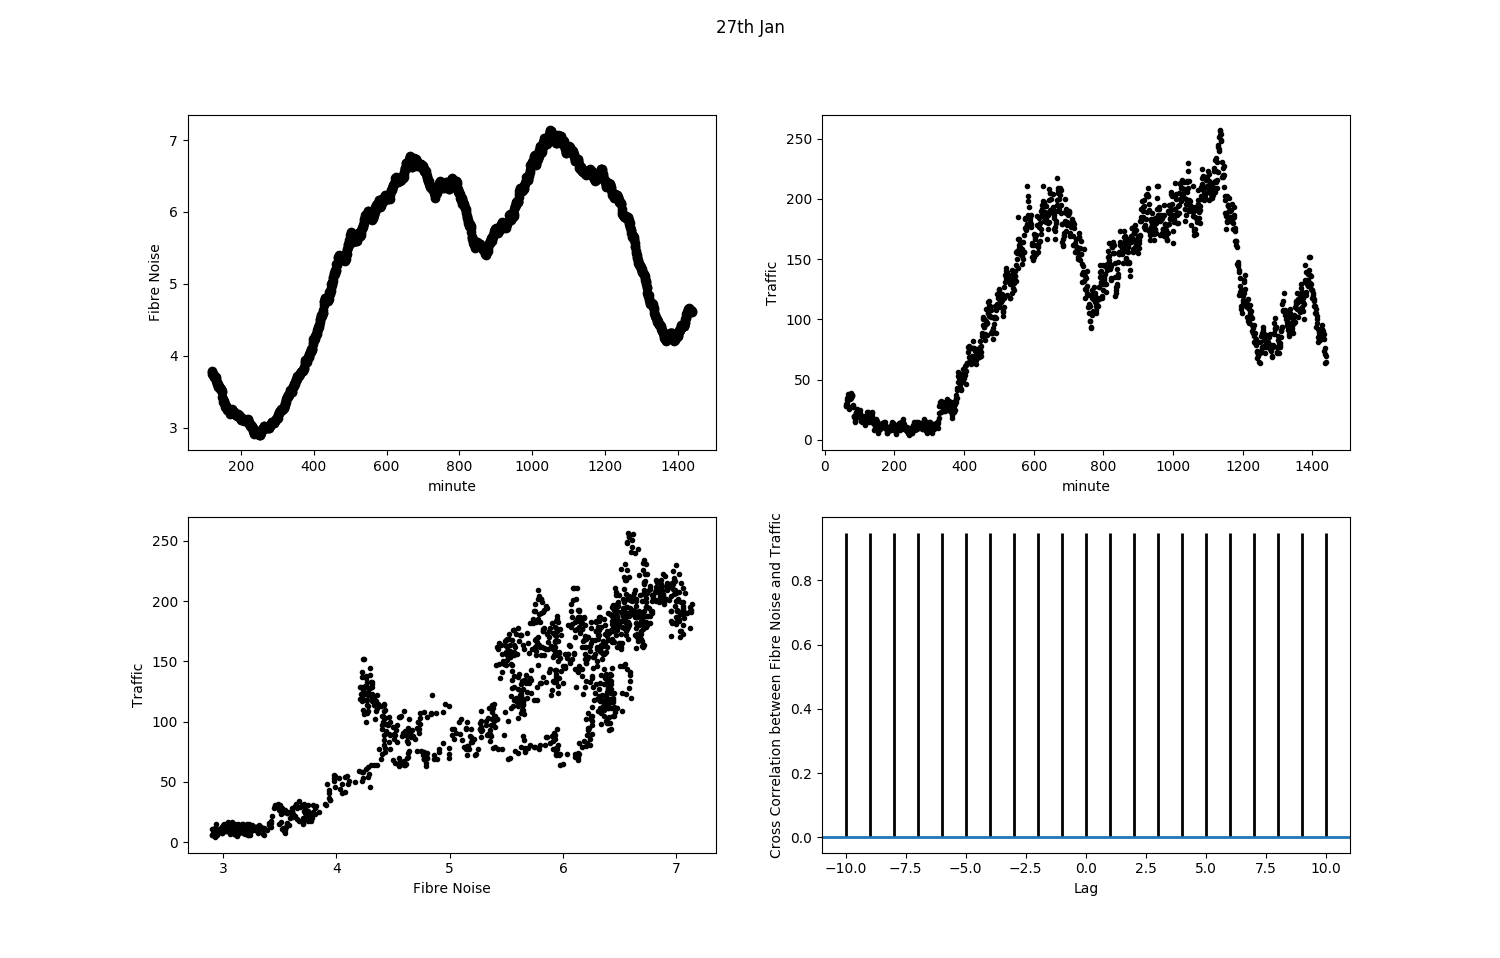 27th Jan
Fibre Noise
7
6
5
4
3
200 400 600 800 1000 1200 1400
minute
Traffic
250
200
150
100
50
0
0 200 400 600 800 1000 1200 1400
minute
Traffic
250
200
150
100
50
0
3 4 5 6 7
Fibre Noise
Cross Correlation between Fibre Noise and Traffic
0.8
0.6
0.4
0.2
0.0
−10.0 −7.5 −5.0 −2.5 0.0 2.5 5.0 7.5 10.0
Lag